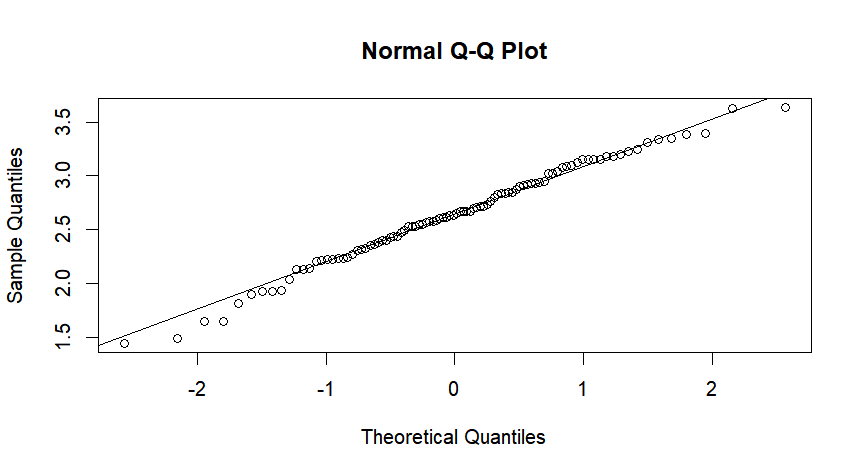 Normal Q-Q Plot
Sample Quantiles
3.5
3.0
2.5
2.0
1.5
-2 -1 0 1 2
Theoretical Quantiles